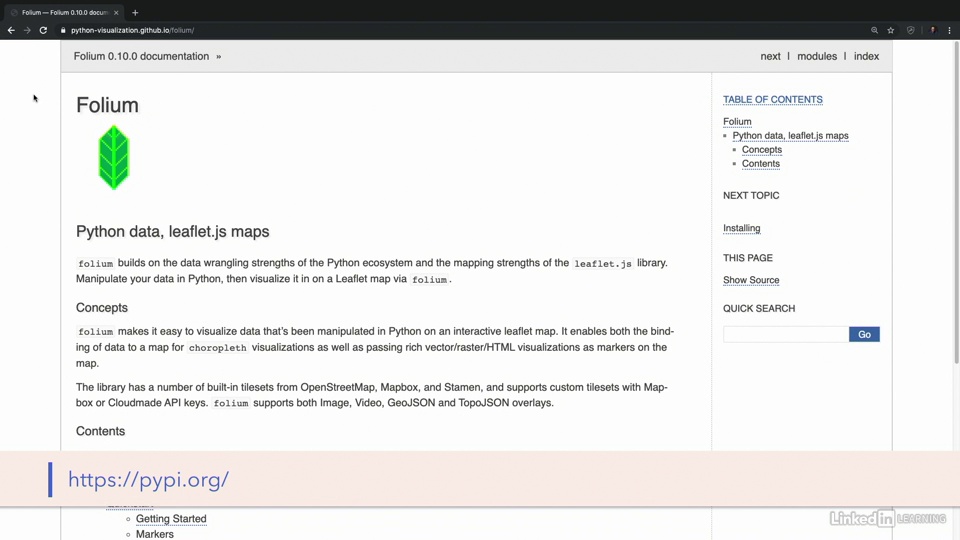 Folium — Folium 0.10.0 docum
python-visualization.github.io/folium/
Folium 0.10.0 documentation »
next | modules | index
Folium
Python data, leaflet.js maps
folium builds on the data wrangling strengths of the Python ecosystem and the mapping strengths of the leaflet.js library.
Manipulate your data in Python, then visualize it in on a Leaflet map via folium.
Concepts
folium makes it easy to visualize data that's been manipulated in Python on an interactive leaflet map. It enables both the bind-
ing of data to a map for choropleth visualizations as well as passing rich vector/raster/HTML visualizations as markers on the
map.
The library has a number of built-in tilesets from OpenStreetMap, Mapbox, and Stamen, and supports custom tilesets with Map-
box or Cloudmade API keys. folium supports both Image, Video, GeoJSON and TopoJSON overlays.
Contents
TABLE OF CONTENTS
Folium
Python data, leaflet.js maps
Concepts
Contents
NEXT TOPIC
Installing
THIS PAGE
Show Source
QUICK SEARCH
Go
https://pypi.org/
Getting Started
Markers
LinkedIn LEARNING